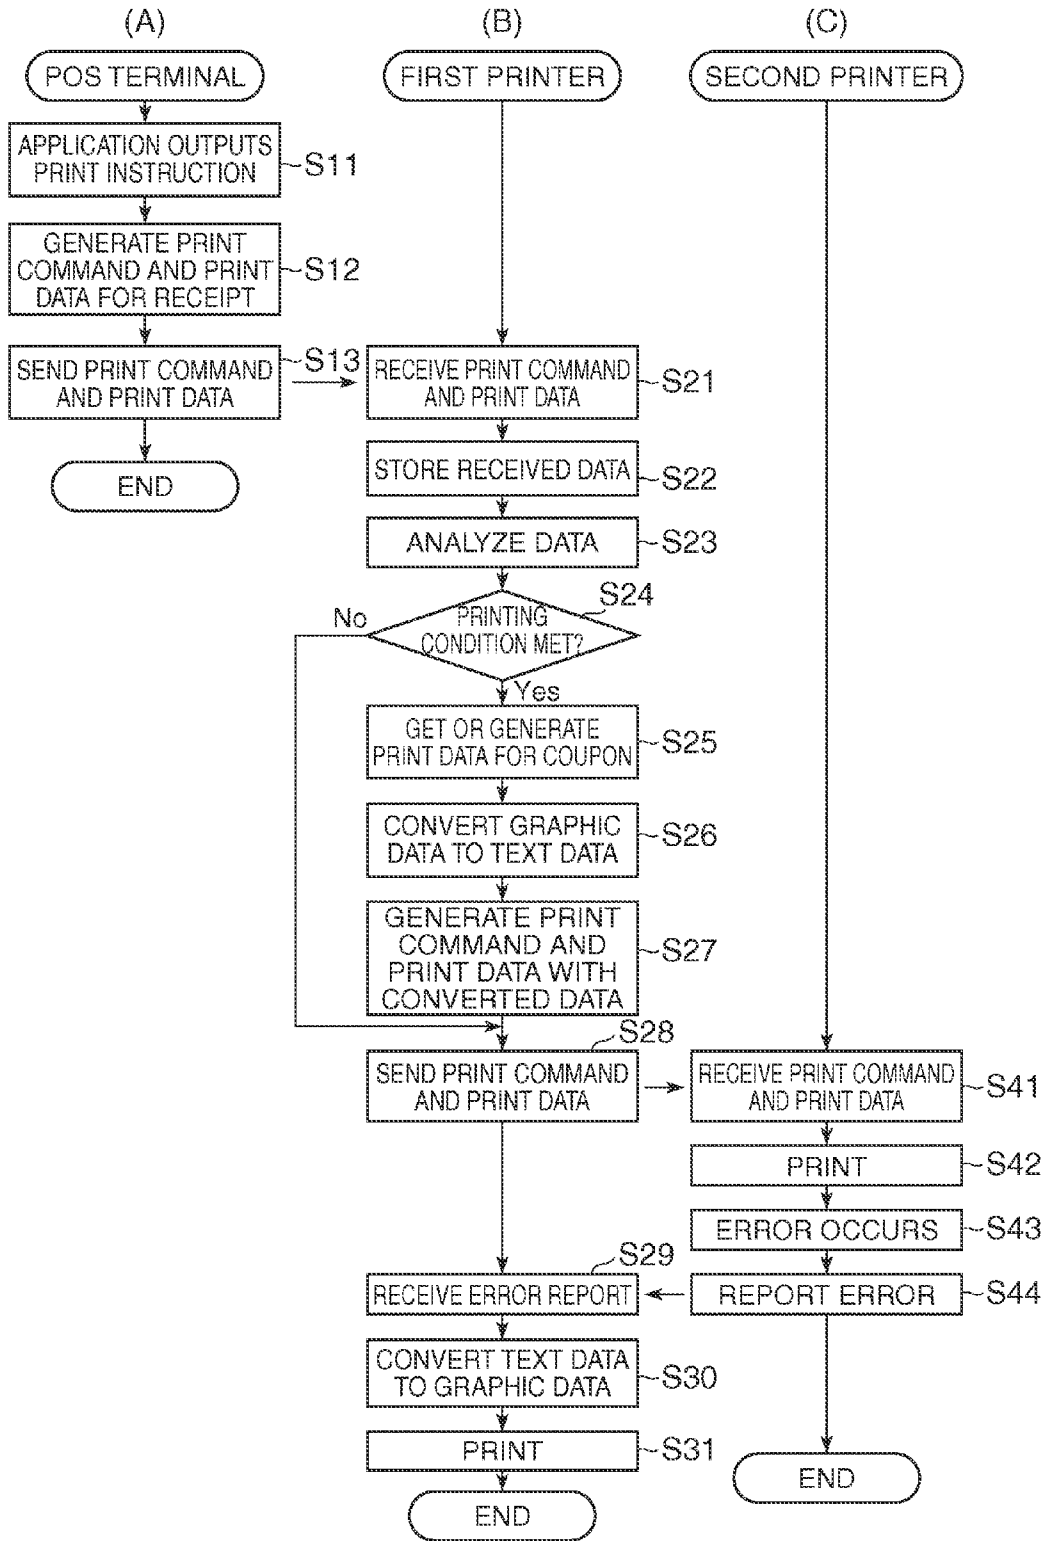 (A)
(B)
(C)
POS TERMINAL
FIRST PRINTER
SECOND PRINTER
APPLICATION OUTPUTS
PRINT INSTRUCTION
S11
GENERATE PRINT
COMMAND AND PRINT
DATA FOR RECEIPT
S12
SEND PRINT COMMAND
AND PRINT DATA
S13
END
RECEIVE PRINT COMMAND
AND PRINT DATA
S21
STORE RECEIVED DATA
S22
ANALYZE DATA
S23
PRINTING
CONDITION MET?
S24
No
Yes
GET OR GENERATE
PRINT DATA FOR COUPON
S25
CONVERT GRAPHIC
DATA TO TEXT DATA
S26
GENERATE PRINT
COMMAND AND
PRINT DATA WITH
CONVERTED DATA
S27
SEND PRINT COMMAND
AND PRINT DATA
S28
RECEIVE PRINT COMMAND
AND PRINT DATA
S41
PRINT
S42
ERROR OCCURS
S43
REPORT ERROR
S44
RECEIVE ERROR REPORT
S29
CONVERT TEXT DATA
TO GRAPHIC DATA
S30
PRINT
S31
END
END